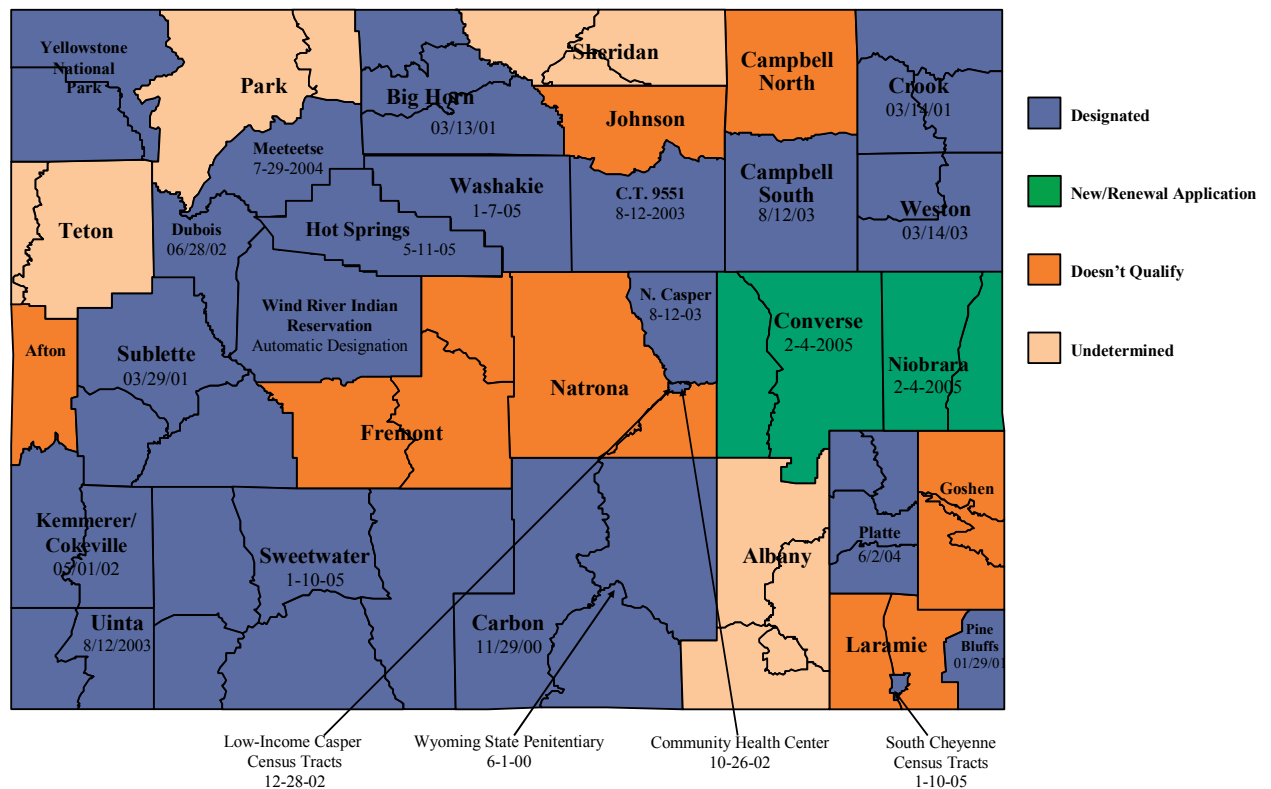 Yellowstone
National
Park
Park
Big Horn
03/13/01
Sheridan
Johnson
Campbell
North
Crook
03/14/01
Meeteetse
7-29-2004
Washakie
1-7-05
C.T. 9551
8-12-2003
Campbell
South
8/12/03
Weston
03/14/03
Teton
Dubois
06/28/02
Hot Springs
5-11-05
Wind River Indian
Reservation
Automatic Designation
N. Casper
8-12-03
Converse
2-4-2005
Niobrara
2-4-2005
Afton
Sublette
03/29/01
Natrona
Fremont
Goshen
Kemmerer/
Cokeville
05/01/02
Sweetwater
1-10-05
Albany
Platte
6/2/04
Uinta
8/12/2003
Carbon
11/29/00
Laramie
Pine
Bluffs
01/29/01
Low-Income Casper
Census Tracts
12-28-02
Wyoming State Penitentiary
6-1-00
Community Health Center
10-26-02
South Cheyenne
Census Tracts
1-10-05
Designated
New/Renewal Application
Doesn't Qualify
Undetermined